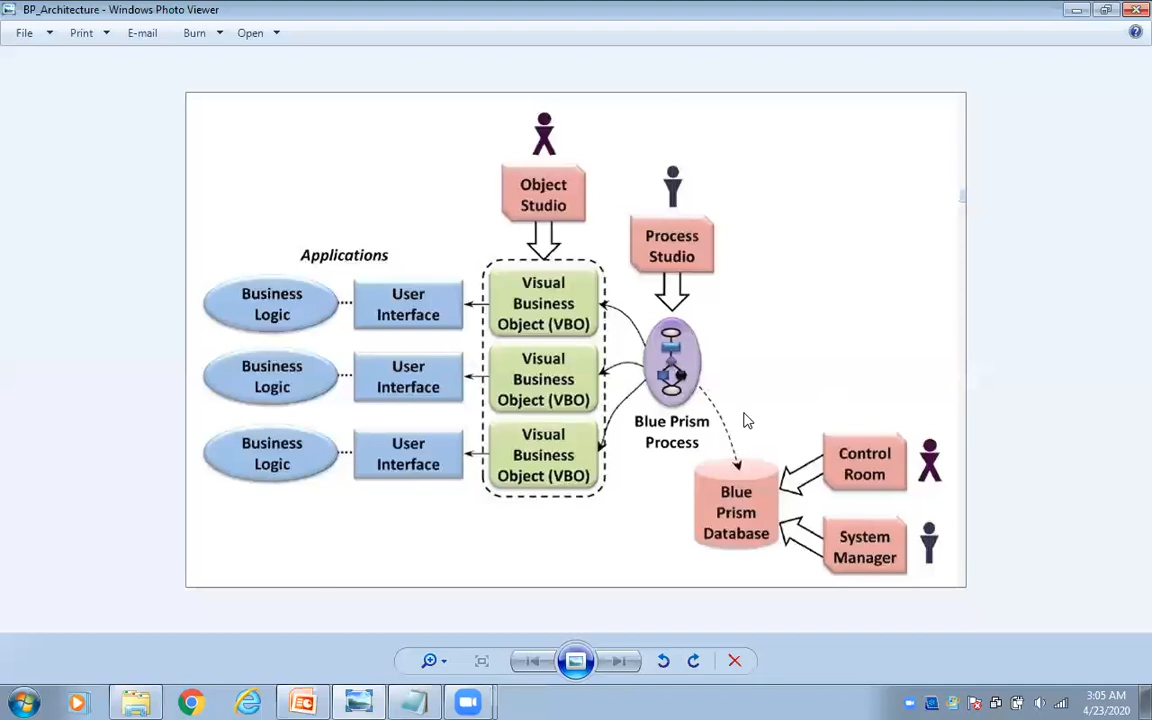 BP_Architecture - Windows Photo Viewer
File Print E-mail Burn Open
Object
Studio
Process
Studio
Applications
Business
Logic
User
Interface
Visual
Business
Object (VBO)
Business
Logic
User
Interface
Visual
Business
Object (VBO)
Business
Logic
User
Interface
Visual
Business
Object (VBO)
Blue Prism
Process
Blue
Prism
Database
Control
Room
System
Manager
3:05 AM
4/23/2020